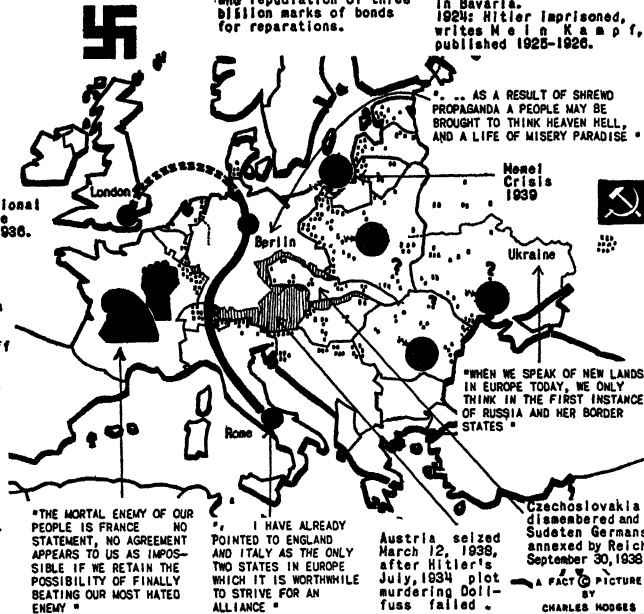 the repudiation of three
billion marks of bonds
for reparations.
in Bavaria.
1924: Hitler imprisoned,
writes Mein Kampf,
published 1925-1926.
". .. AS A RESULT OF SHREWD
PROPAGANDA A PEOPLE MAY BE
BROUGHT TO THINK HEAVEN HELL,
AND A LIFE OF MISERY PARADISE "
Memel
Crisis
1939
London
ional
e
936.
Berlin
Ukraine
?
?
?
ff
"WHEN WE SPEAK OF NEW LANDS
IN EUROPE TODAY, WE ONLY
THINK IN THE FIRST INSTANCE
OF RUSSIA AND HER BORDER
STATES "
Rome
"THE MORTAL ENEMY OF OUR
PEOPLE IS FRANCE NO
STATEMENT, NO AGREEMENT
APPEARS TO US AS IMPOS-
SIBLE IF WE RETAIN THE
POSSIBILITY OF FINALLY
BEATING OUR MOST HATED
ENEMY "
". I HAVE ALREADY
POINTED TO ENGLAND
AND ITALY AS THE ONLY
TWO STATES IN EUROPE
WHICH IT IS WORTHWHILE
TO STRIVE FOR AN
ALLIANCE "
Austria seized
March 12, 1938,
after Hitler's
July, 1934 plot
murdering Doll-
fuss failed.
Czechoslovakia
dismembered and
Sudeten Germans
annexed by Reich
September 30, 1938
A FACT © PICTURE
BY
CHARLES HODGES